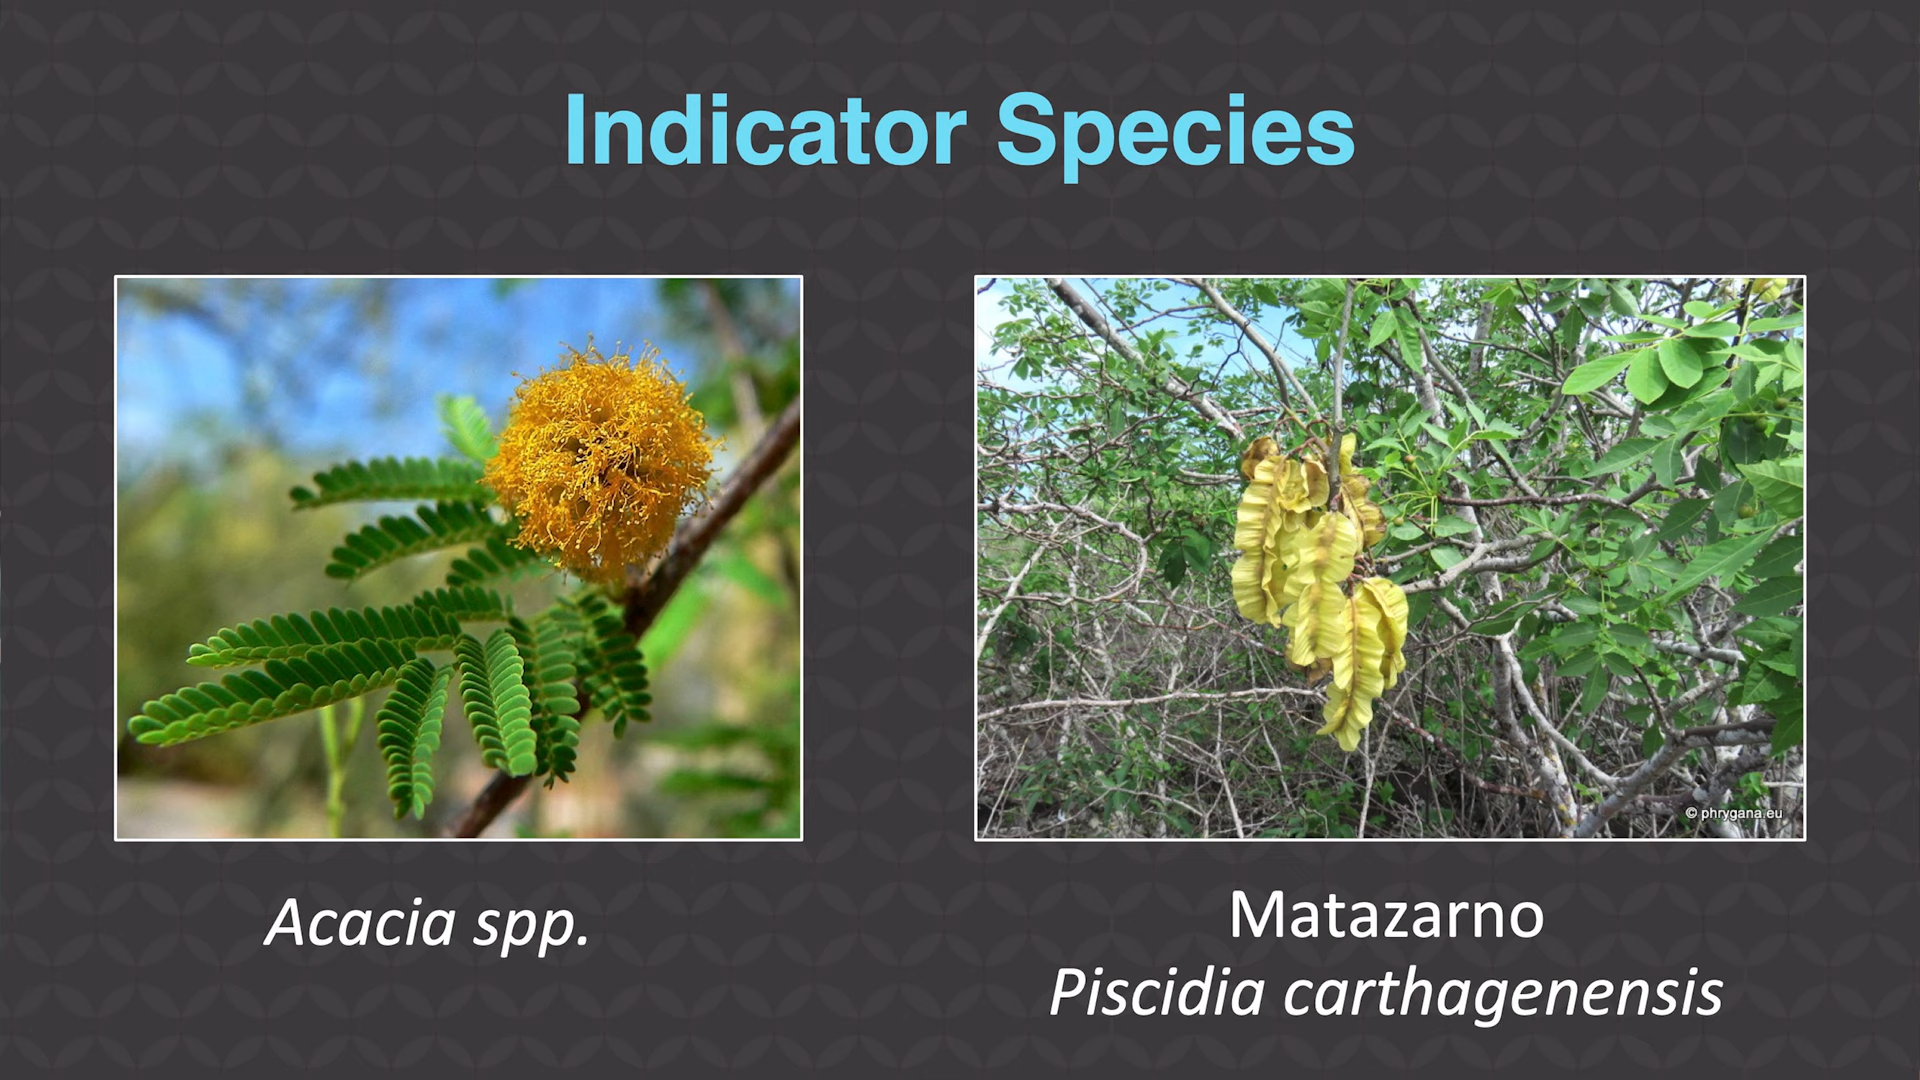 Indicator Species
© phrygana.eu
Acacia spp.
Matazarno
Piscidia carthagenensis